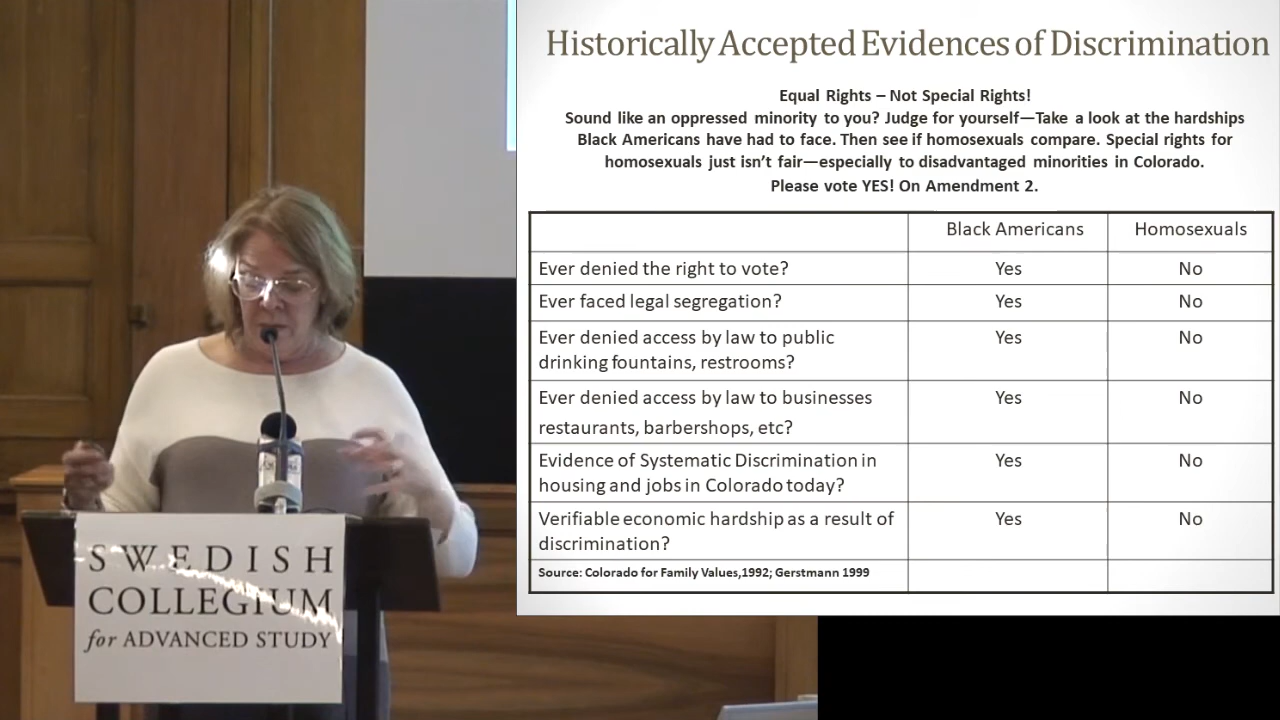 Historically Accepted Evidences of Discrimination
Equal Rights – Not Special Rights!
Sound like an oppressed minority to you? Judge for yourself—Take a look at the hardships
Black Americans have had to face. Then see if homosexuals compare. Special rights for
homosexuals just isn't fair—especially to disadvantaged minorities in Colorado.
Please vote YES! On Amendment 2.
Black Americans Homosexuals
Ever denied the right to vote? Yes No
Ever faced legal segregation? Yes No
Ever denied access by law to public Yes No
drinking fountains, restrooms?
Ever denied access by law to businesses Yes No
restaurants, barbershops, etc?
Evidence of Systematic Discrimination in Yes No
housing and jobs in Colorado today?
Verifiable economic hardship as a result of Yes No
discrimination?
Source: Colorado for Family Values,1992; Gerstmann 1999
SWEDISH
COLLEGIUM
for ADVANCED STUDY